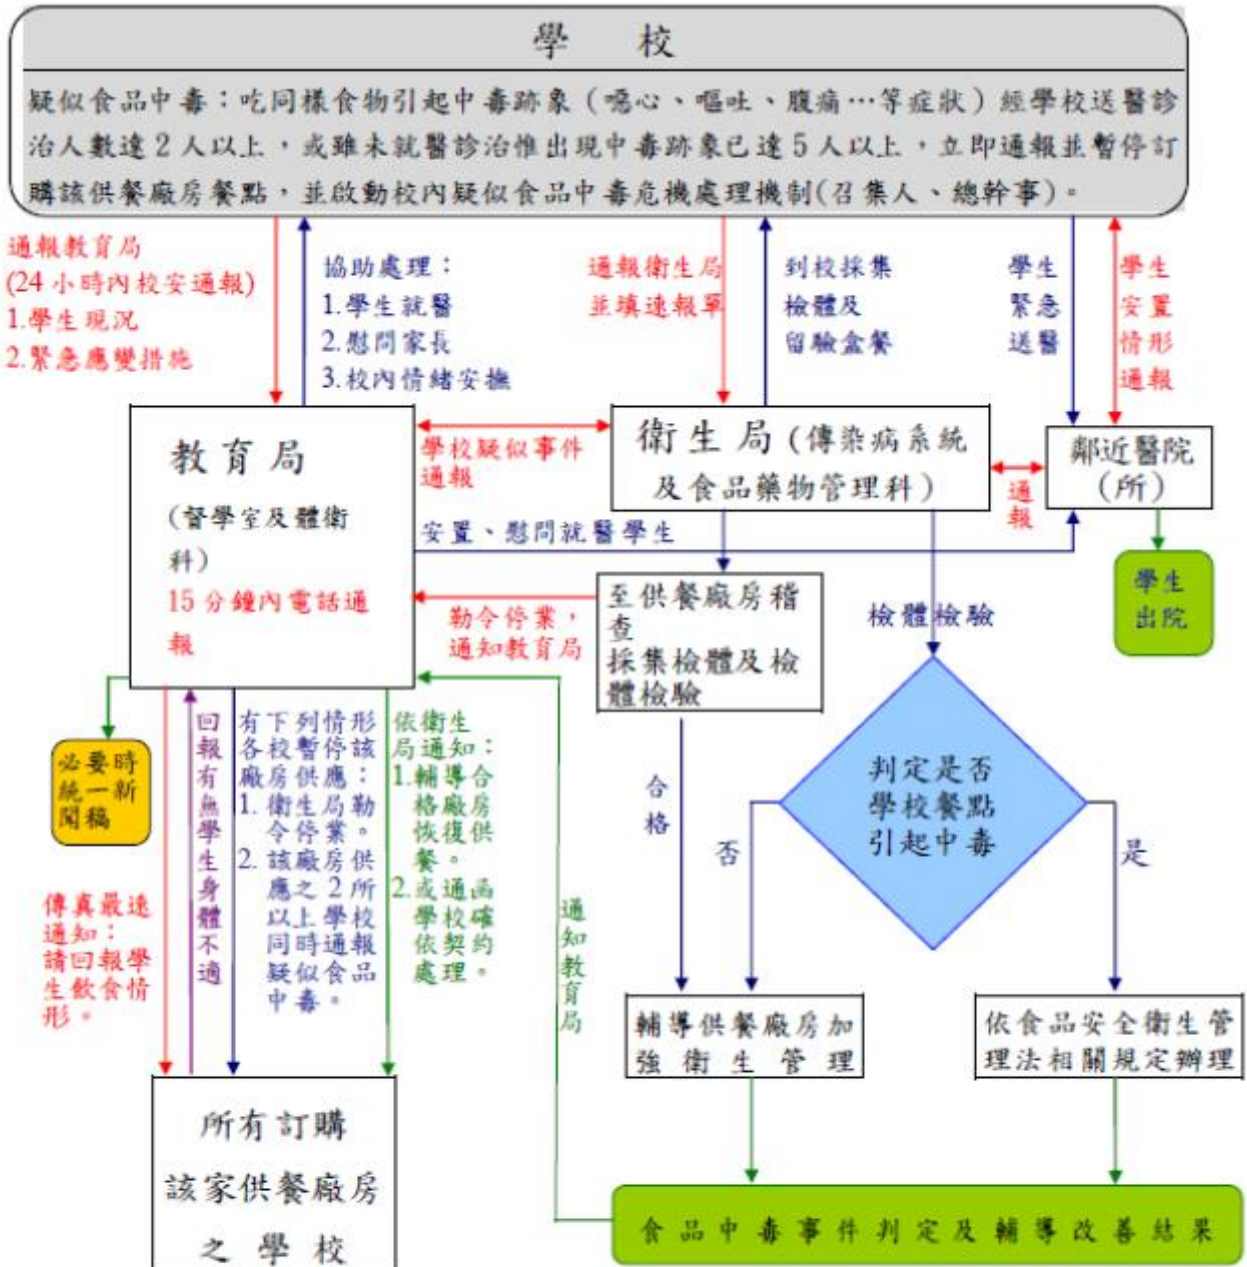 學 校
疑似食品中毒：吃同樣食物引起中毒跡象（噁心、嘔吐、腹痛…等症狀）經學校送醫診
治人數達2人以上，或雖未就醫診治惟出現中毒跡象已達5人以上，立即通報並暫停訂
購該供餐廠房餐點，並啟動校內疑似食品中毒危機處理機制(召集人、總幹事)。
通報教育局
(24小時內校安通報)
1.學生現況
2.緊急應變措施
協助處理：
1.學生就醫
2.慰問家長
3.校內情緒安撫
通報衛生局
並填速報單
到校採集
檢體及
留驗盒餐
學生
緊急
送醫
學生
安置
情形
通報
教育局
(督學室及體衛
科)
15分鐘內電話通
報
學校疑似事件
通報
衛生局(傳染病系統
及食品藥物管理科)
通
報
鄰近醫院
(所)
安置、慰問就醫學生
學生
出院
勒令停業，
通知教育局
至供餐廠房稽
查
採集檢體及檢
體檢驗
檢體檢驗
必要時
統一新
聞稿
回
報
有
無
學
生
身
體
不
適
有下列情形
各校暫停該
廠房供應：
1. 衛生局勒
令停業。
2. 該廠房供
應之2所
以上學校
同時通報
疑似食品
中毒。
依衛生
局通知：
1.輔導合
格廠房
恢復供
餐。
2.或通函
學校確
依契約
處理。
合
格
判定是否
學校餐點
引起中毒
否
是
傳真最速
通知：
請回報學
生飲食情
形。
通
知
教
育
局
輔導供餐廠房加
強衛生管理
依食品安全衛生管
理法相關規定辦理
所有訂購
該家供餐廠房
之學校
食品中毒事件判定及輔導改善結果